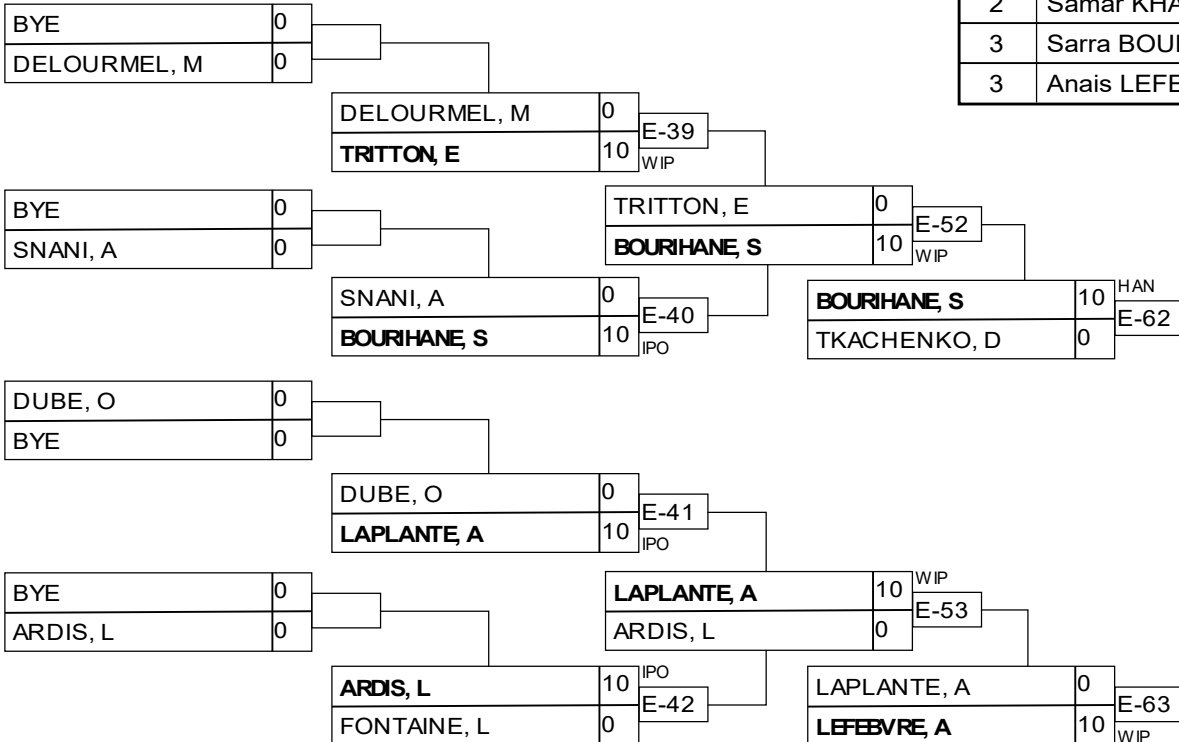 2 Samar
3 Sarra
3 Anais
BYE 0
DELOURMEL, M 0
DELOURMEL, M 0
E-39
TRITTON, E 10 WIP
BYE 0
SNANI, A 0
TRITTON, E 0
E-52
BOURIHANE, S 10 WIP
SNANI, A 0
E-40
BOURIHANE, S 10 IPO
BOURIHANE, S 10 HAN
E-62
TKACHENKO, D 0
DUBE, O 0
BYE 0
DUBE, O 0
E-41
LAPLANTE, A 10 IPO
BYE 0
ARDIS, L 0
LAPLANTE, A 10 WIP
E-53
ARDIS, L 0
ARDIS, L 10 IPO
E-42
FONTAINE, L 0
LAPLANTE, A 0
E-63
LEFEBVRE, A 10 WIP